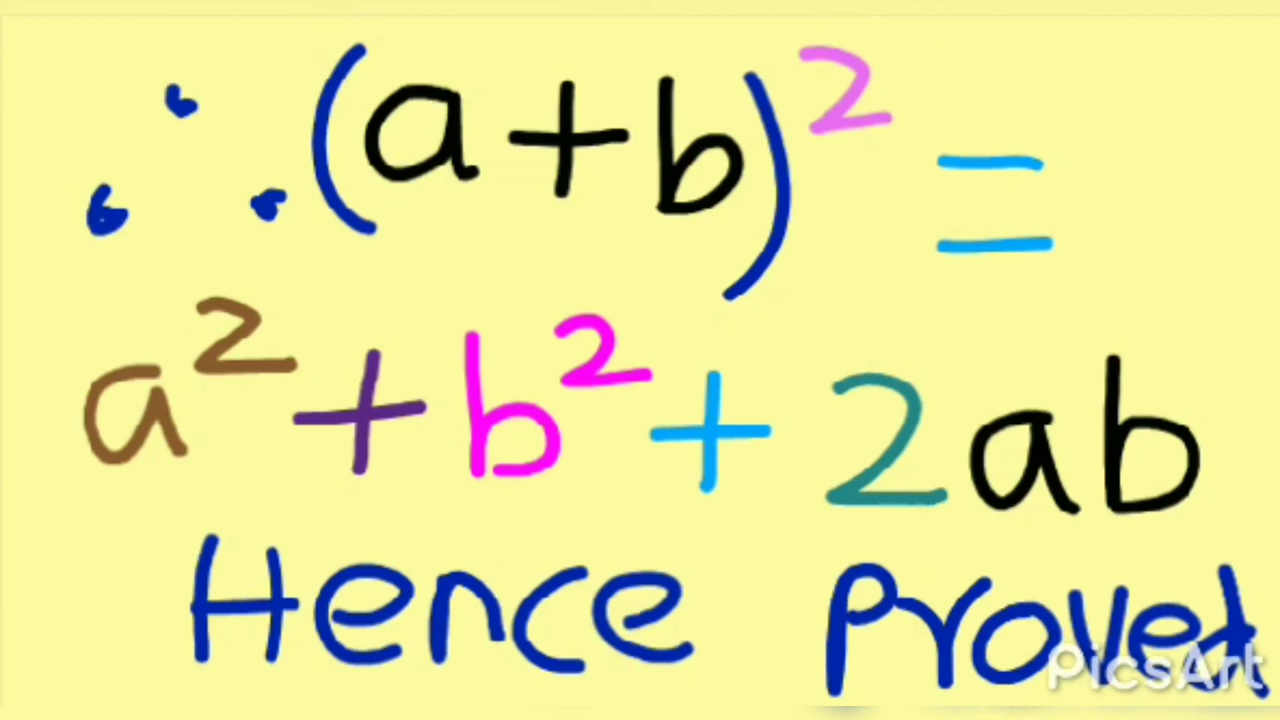 ∴ (a+b)² =
a² + b² + 2ab
Hence Proved
PicsArt